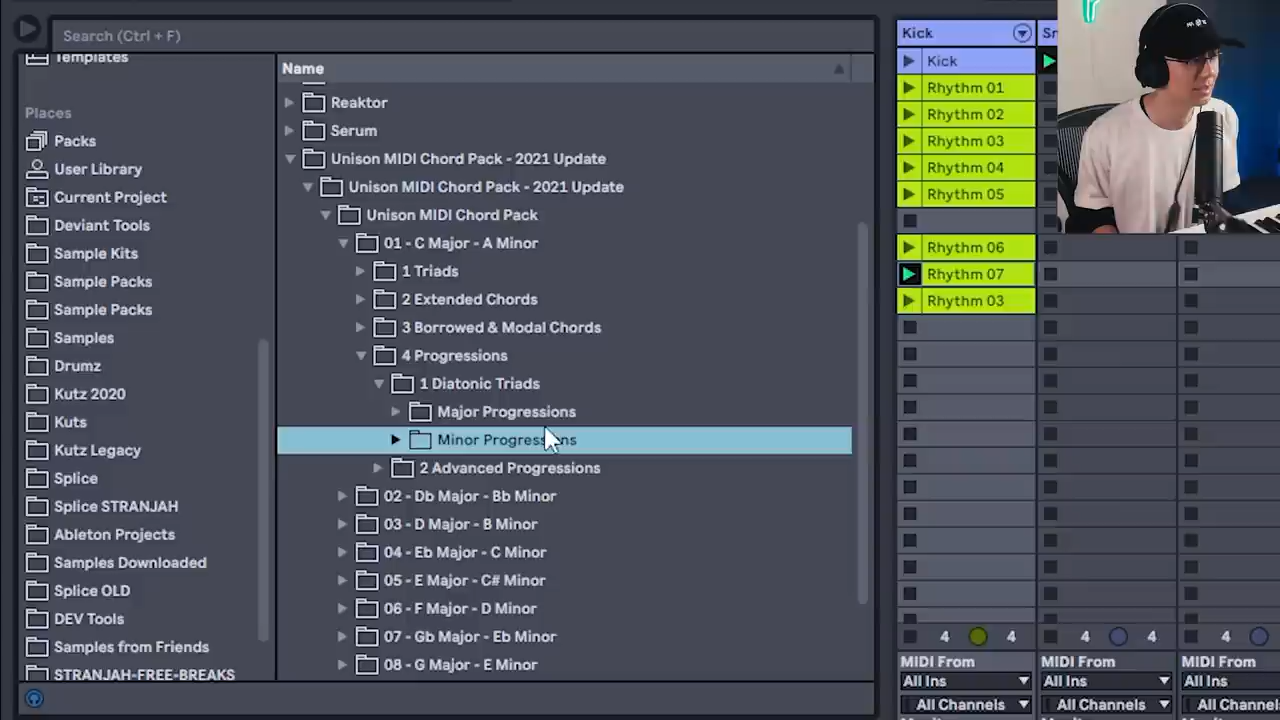 Search (Ctrl + F)
Templates
Places
Packs
User Library
Current Project
Deviant Tools
Sample Kits
Sample Packs
Sample Packs
Samples
Drumz
Kutz 2020
Kuts
Kutz Legacy
Splice
Splice STRANJAH
Ableton Projects
Samples Downloaded
Splice OLD
DEV Tools
Samples from Friends
STRANJAH-FREE-BREAKS
Name
Reaktor
Serum
Unison MIDI Chord Pack - 2021 Update
Unison MIDI Chord Pack - 2021 Update
Unison MIDI Chord Pack
01 - C Major - A Minor
1 Triads
2 Extended Chords
3 Borrowed & Modal Chords
4 Progressions
1 Diatonic Triads
Major Progressions
Minor Progressions
2 Advanced Progressions
02 - Db Major - Bb Minor
03 - D Major - B Minor
04 - Eb Major - C Minor
05 - E Major - C# Minor
06 - F Major - D Minor
07 - Gb Major - Eb Minor
08 - G Major - E Minor
Kick
Kick
Rhythm 01
Rhythm 02
Rhythm 03
Rhythm 04
Rhythm 05
Rhythm 06
Rhythm 07
Rhythm 03
4 4 4 4 4
MIDI From MIDI From MIDI From
All Ins All Ins All Ins
All Channels All Channels